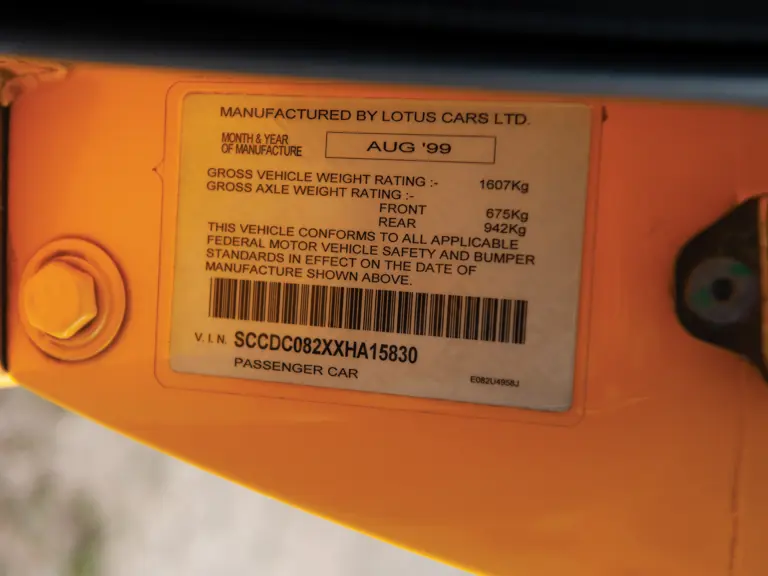 MANUFACTURED BY LOTUS CARS LTD.
MONTH & YEAR
OF MANUFACTURE
AUG '99
GROSS VEHICLE WEIGHT RATING :- 1607Kg
GROSS AXLE WEIGHT RATING :-
FRONT 675Kg
REAR 942Kg
THIS VEHICLE CONFORMS TO ALL APPLICABLE
FEDERAL MOTOR VEHICLE SAFETY AND BUMPER
STANDARDS IN EFFECT ON THE DATE OF
MANUFACTURE SHOWN ABOVE.
V. I. N. SCCDC082XXHA15830
PASSENGER CAR
E082U4958J